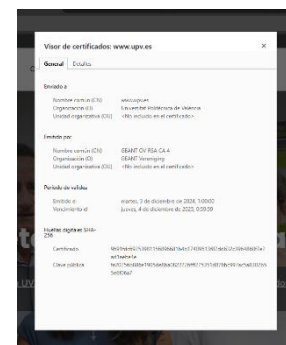 Visor de certificados: www.upv.es
General Detalles
Enviado a
Nombre común (CN) www.upv.es
Organización (O) Universitat Politècnica de València
Unidad organizativa (OU) <No incluido en el certificado>
Emitido por
Nombre común (CN) GEANT OV RSA CA 4
Organización (O) GEANT Vereniging
Unidad organizativa (OU) <No incluido en el certificado>
Período de validez
Emitido el martes, 3 de diciembre de 2024, 1:00:00
Vencimiento el jueves, 4 de diciembre de 2025, 0:59:59
Huellas digitales SHA-
256
Certificado
Clave pública